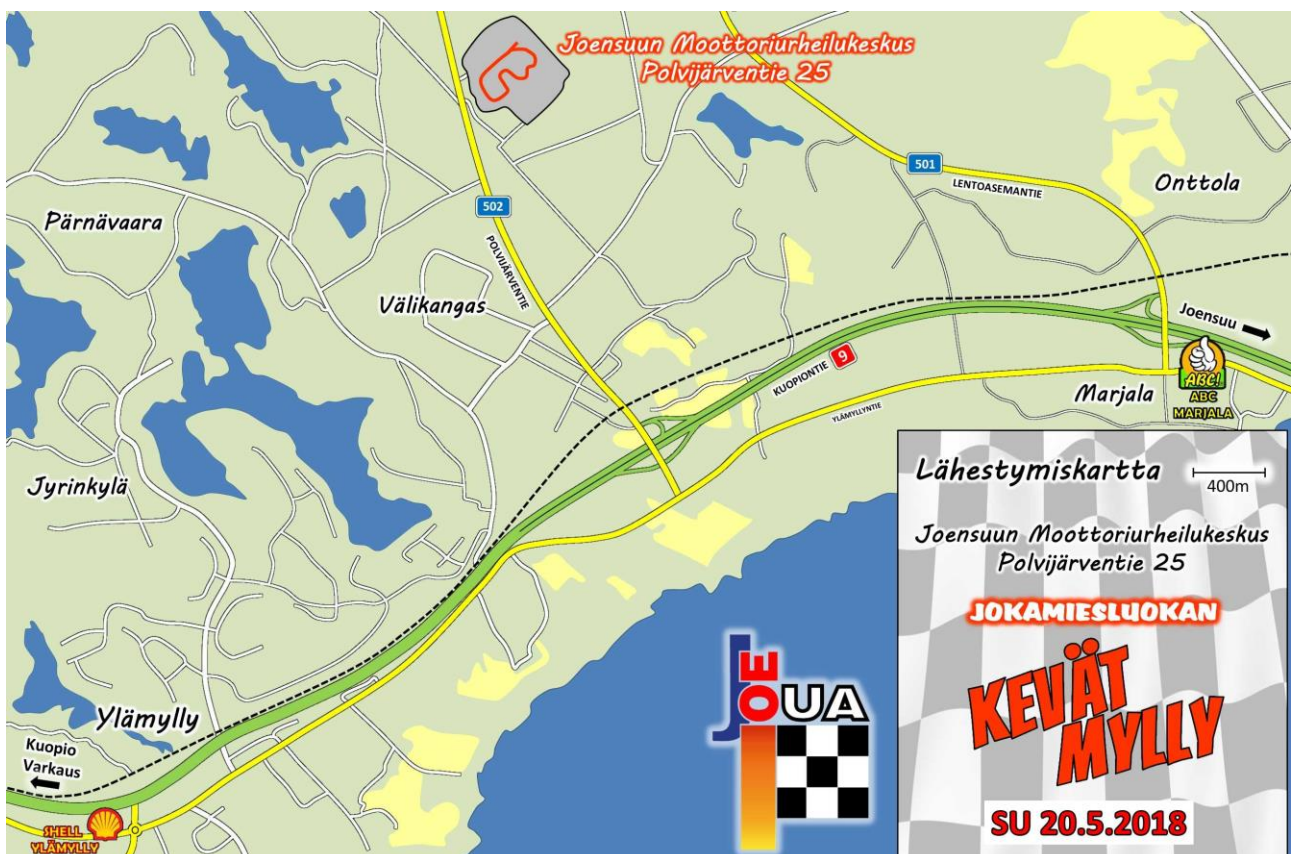 Joensuun Moottoriurheilukeskus
Polvijärventie 25
501
LENTOASEMANTIE
Onttola
Pärnävaara
502
POLVIJÄRVENTIE
Välikangas
Joensuu
KUOPIONTIE
9
YLÄMYLLYNTIE
Marjala
ABC!
ABC
MARJALA
Jyrinkylä
Lähestymiskartta
400m
Joensuun Moottoriurheilukeskus
Polvijärventie 25
JOKAMIESLUOKAN
KEVÄT
MYLLY
SU 20.5.2018
JOE
UA
Ylämylly
Kuopio
Varkaus
SHELL
YLÄMYLLY